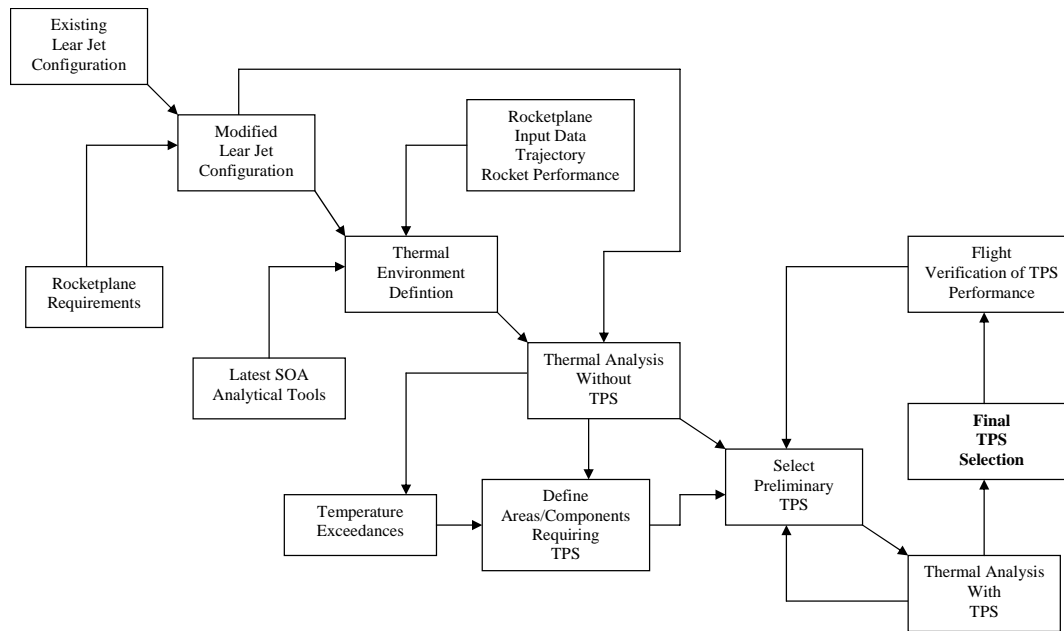 Existing
Lear Jet
Configuration
Modified
Lear Jet
Configuration
Rocketplane
Input Data
Trajectory
Rocket Performance
Rocketplane
Requirements
Thermal
Environment
Defintion
Flight
Verification of TPS
Performance
Latest SOA
Analytical Tools
Thermal Analysis
Without
TPS
Final
TPS
Selection
Temperature
Exceedances
Define
Areas/Components
Requiring
TPS
Select
Preliminary
TPS
Thermal Analysis
With
TPS